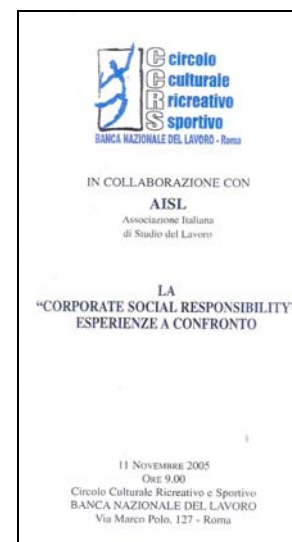 C circolo
C culturale
R ricreativo
S sportivo
BANCA NAZIONALE DEL LAVORO - Roma
IN COLLABORAZIONE CON
AISL
Associazione Italiana
di Studio del Lavoro
LA
“CORPORATE SOCIAL RESPONSIBILITY”
ESPERIENZE A CONFRONTO
11 NOVEMBRE 2005
ORE 9.00
Circolo Culturale Ricreativo e Sportivo
BANCA NAZIONALE DEL LAVORO
Via Marco Polo, 127 - Roma